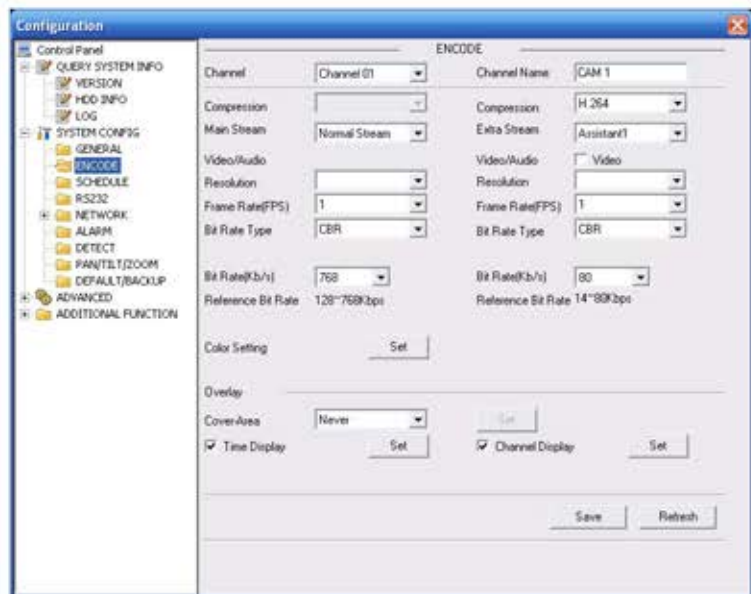 Configuration
Control Panel
QUERY SYSTEM INFO
VERSION
HDD INFO
LOG
SYSTEM CONFIG
GENERAL
ENCODE
SCHEDULE
RS232
NETWORK
ALARM
DETECT
PAN/TILT/ZOOM
DEFAULT/BACKUP
ADVANCED
ADDITIONAL FUNCTION
ENCODE
Channel Channel 01 Channel Name CAM 1
Compression Compression H.264
Main Stream Normal Stream Extra Stream Assistant1
Video/Audio Video/Audio Video
Resolution Resolution
Frame Rate(FPS) 1 Frame Rate(FPS) 1
Bit Rate Type CBR Bit Rate Type CBR
Bit Rate(Kb/s) 768 Bit Rate(Kb/s) 80
Reference Bit Rate 128~768Kbps Reference Bit Rate 14~80Kbps
Color Setting Set
Overlay
Cover-Area Never Set
Time Display Set Channel Display Set
Save Refresh